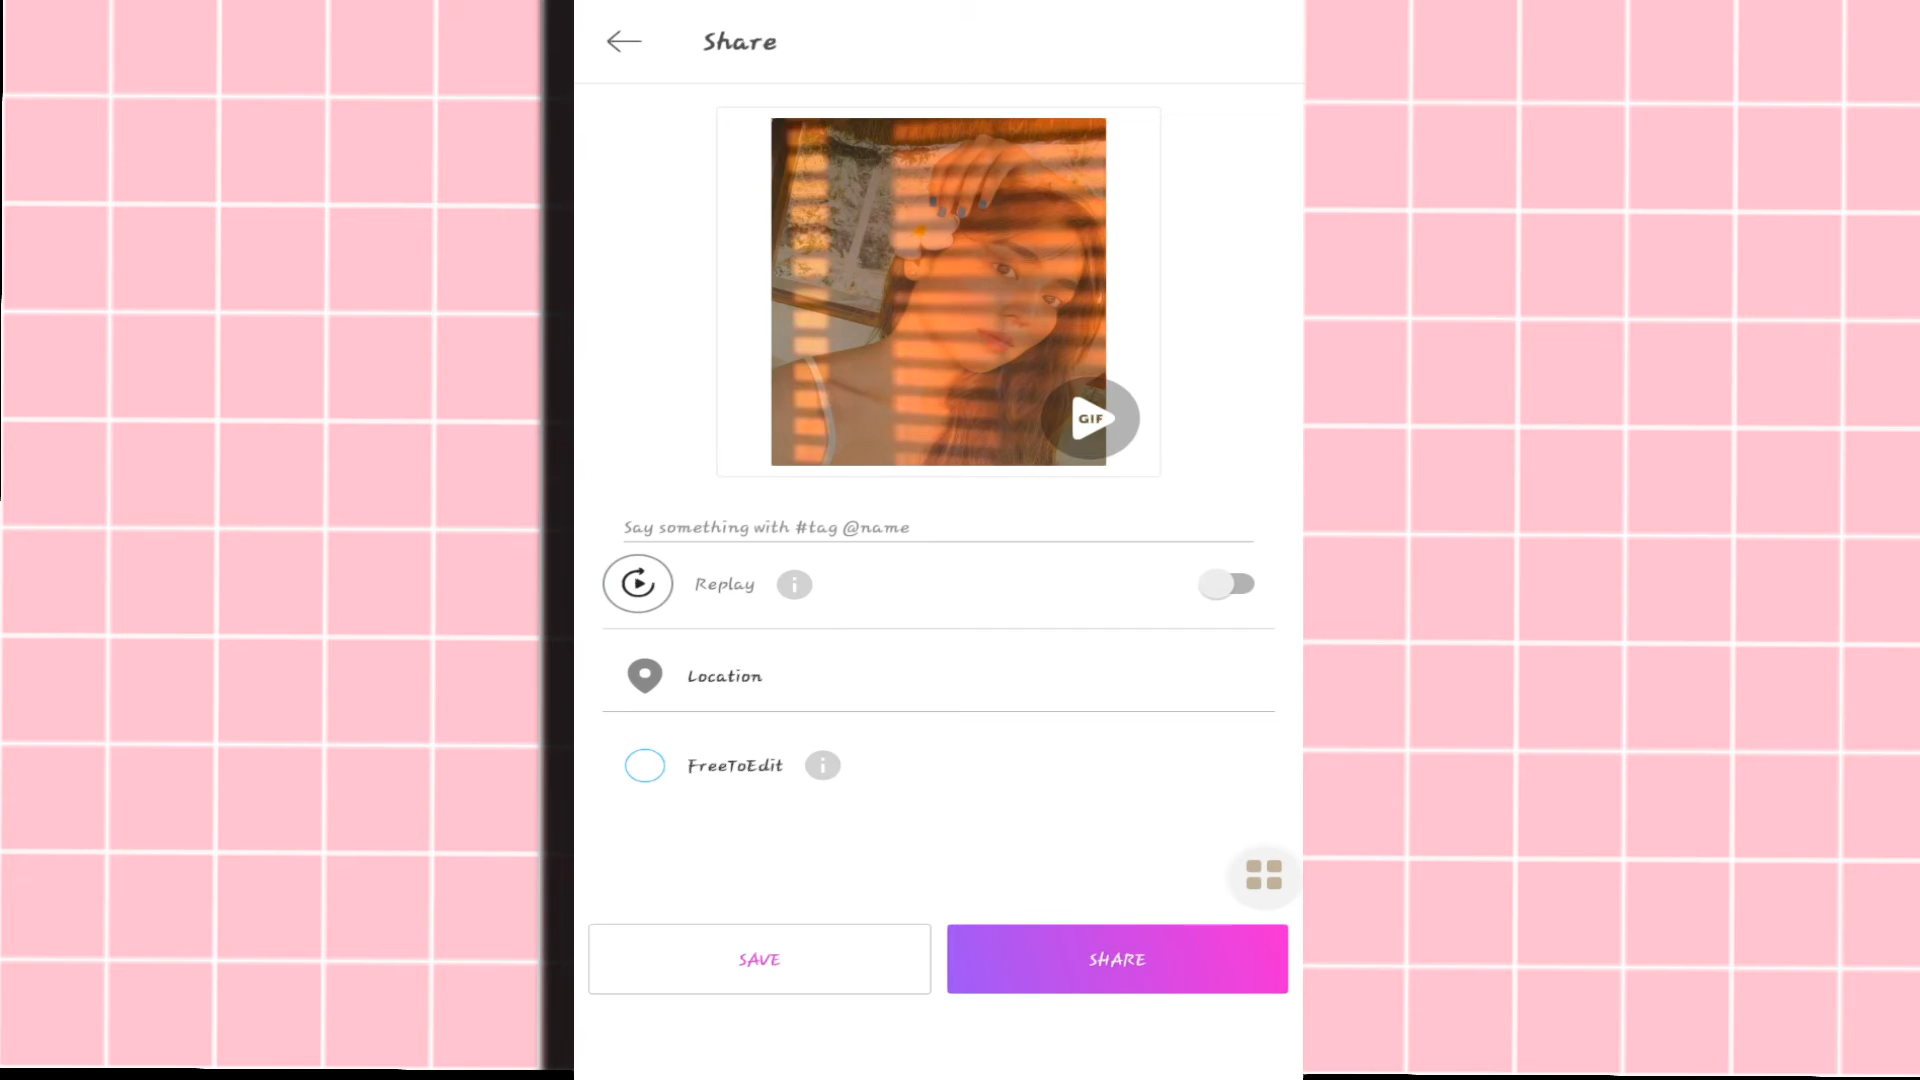 Share
GIF
Say something with #tag @name
Replay
Location
FreeToEdit
SAVE
SHARE